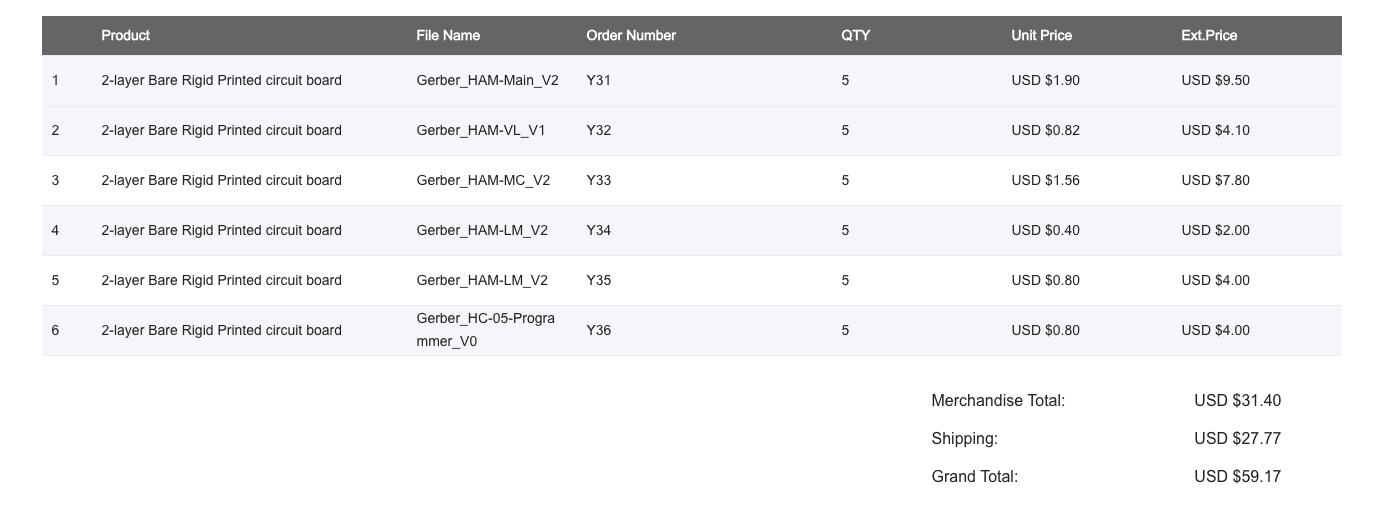 Product File Name Order Number QTY Unit Price Ext.Price
1 2-layer Bare Rigid Printed circuit board Gerber_HAM-Main_V2 Y31 5 USD $1.90 USD $9.50
2 2-layer Bare Rigid Printed circuit board Gerber_HAM-VL_V1 Y32 5 USD $0.82 USD $4.10
3 2-layer Bare Rigid Printed circuit board Gerber_HAM-MC_V2 Y33 5 USD $1.56 USD $7.80
4 2-layer Bare Rigid Printed circuit board Gerber_HAM-LM_V2 Y34 5 USD $0.40 USD $2.00
5 2-layer Bare Rigid Printed circuit board Gerber_HAM-LM_V2 Y35 5 USD $0.80 USD $4.00
6 2-layer Bare Rigid Printed circuit board Gerber_HC-05-Progra Y36 5 USD $0.80 USD $4.00
mmer_V0
Merchandise Total: USD $31.40
Shipping: USD $27.77
Grand Total: USD $59.17